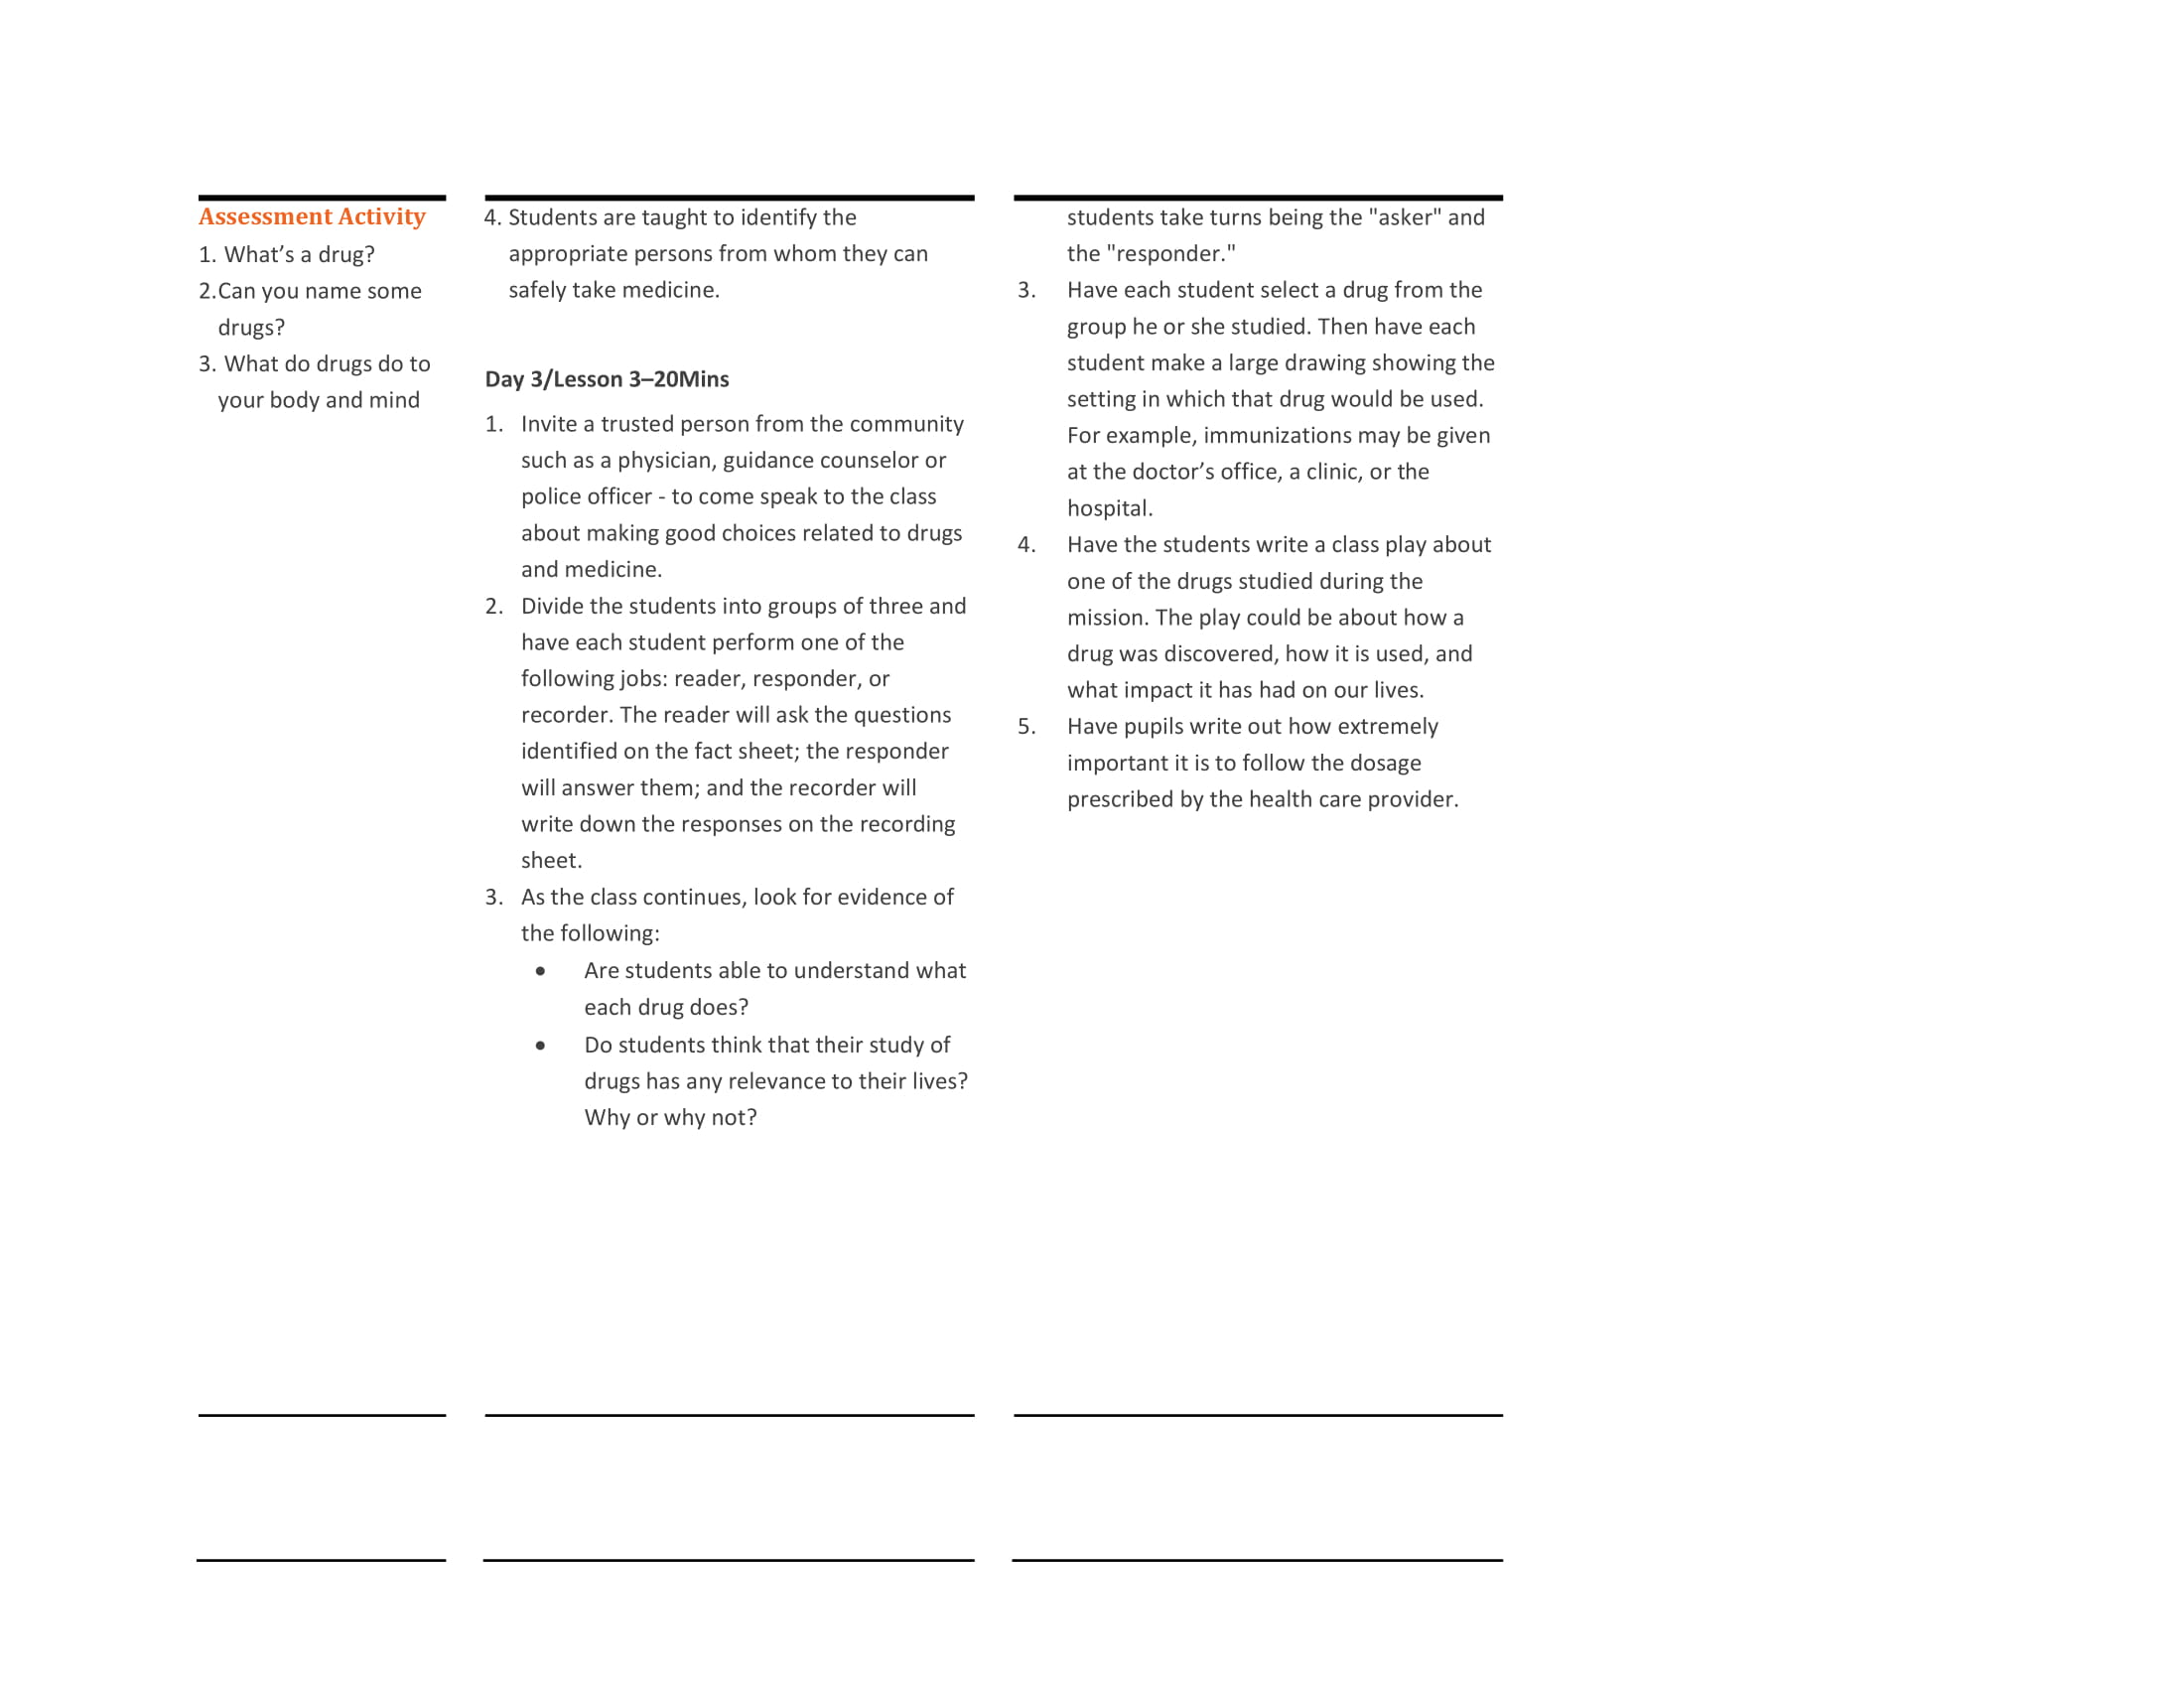 Assessment Activity
1. What’s a drug?
2.Can you name some
drugs?
3. What do drugs do to
your body and mind
4. Students are taught to identify the
appropriate persons from whom they can
safely take medicine.
Day 3/Lesson 3–20Mins
1. Invite a trusted person from the community
such as a physician, guidance counselor or
police officer - to come speak to the class
about making good choices related to drugs
and medicine.
2. Divide the students into groups of three and
have each student perform one of the
following jobs: reader, responder, or
recorder. The reader will ask the questions
identified on the fact sheet; the responder
will answer them; and the recorder will
write down the responses on the recording
sheet.
3. As the class continues, look for evidence of
the following:
• Are students able to understand what
each drug does?
• Do students think that their study of
drugs has any relevance to their lives?
Why or why not?
students take turns being the "asker" and
the "responder."
3. Have each student select a drug from the
group he or she studied. Then have each
student make a large drawing showing the
setting in which that drug would be used.
For example, immunizations may be given
at the doctor’s office, a clinic, or the
hospital.
4. Have the students write a class play about
one of the drugs studied during the
mission. The play could be about how a
drug was discovered, how it is used, and
what impact it has had on our lives.
5. Have pupils write out how extremely
important it is to follow the dosage
prescribed by the health care provider.